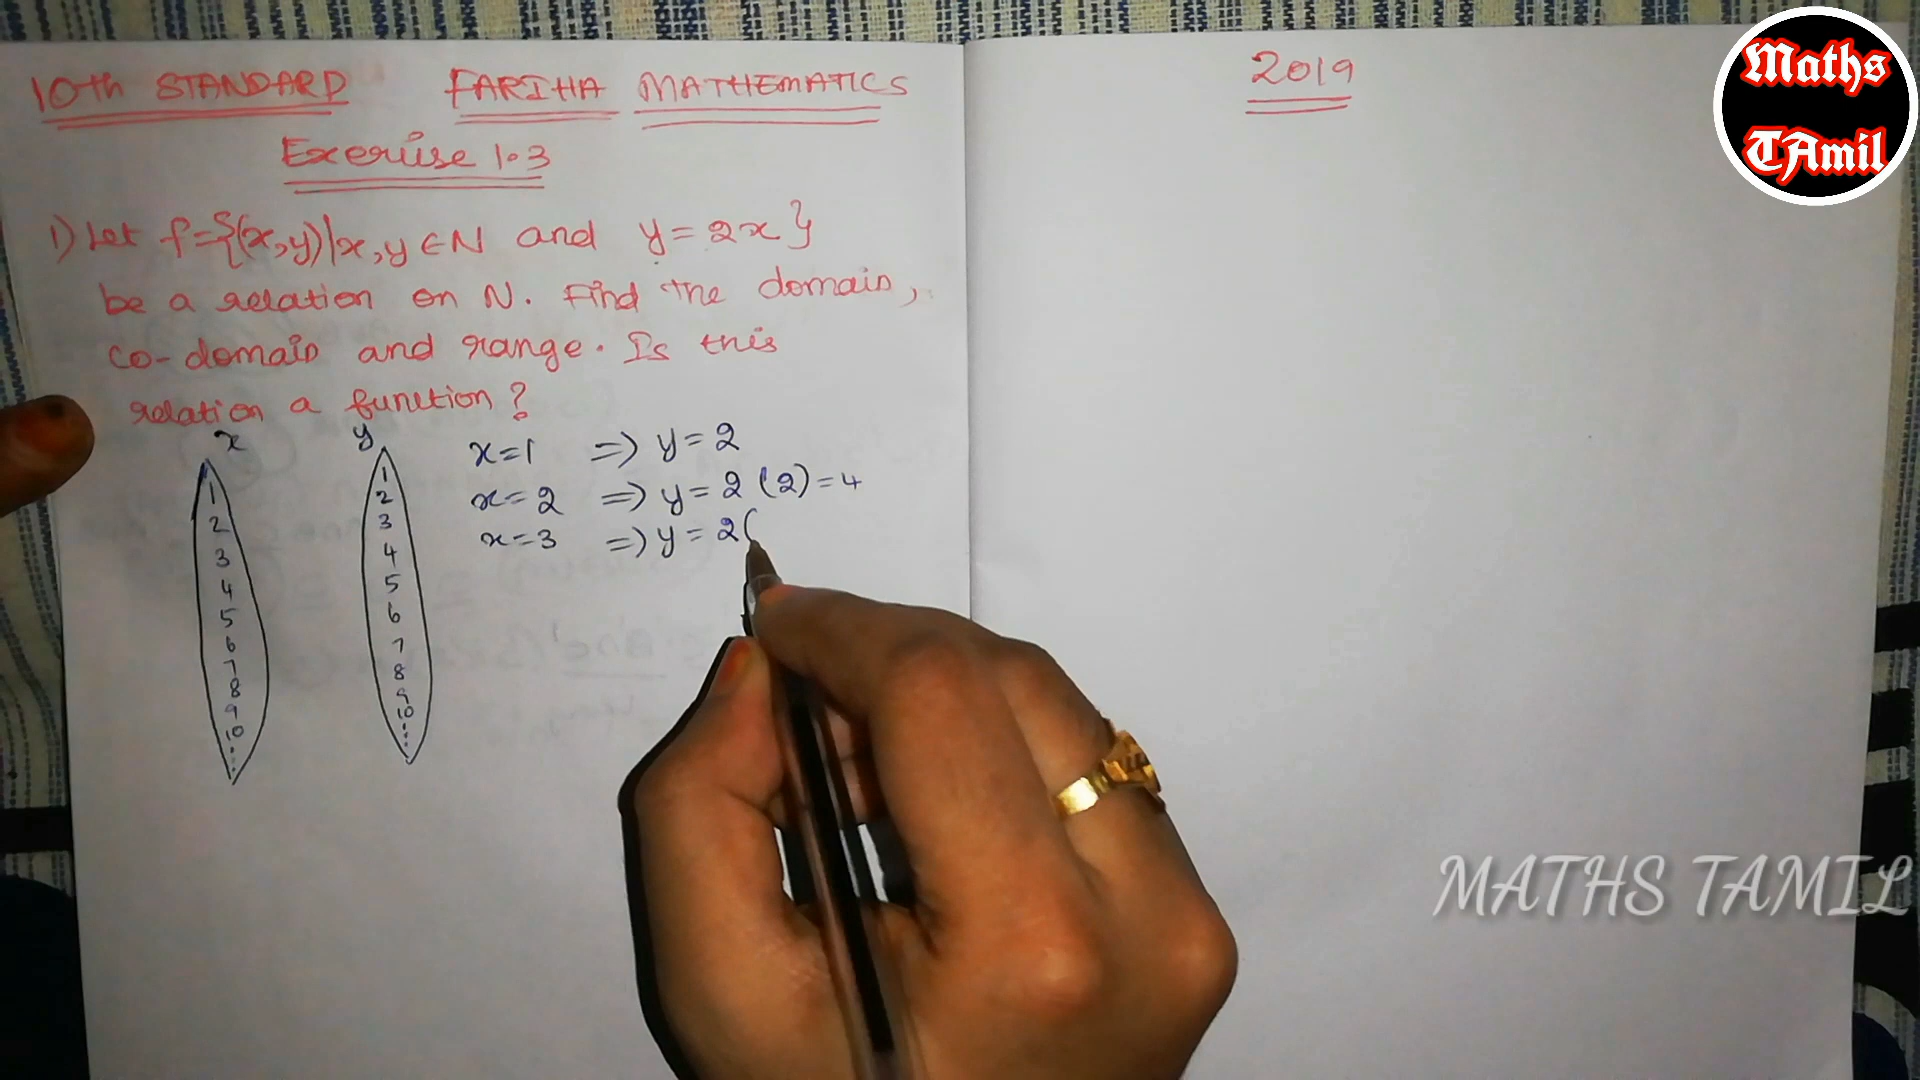 10th STANDARD FARIHA MATHEMATICS
2019
Exercise 1.3
1) Let f={(x,y)|x,y∈N and y=2x}
be a relation on N. Find the domain,
co-domain and range. Is this
relation a function?
x
y
1
2
3
4
5
6
7
8
9
10
1
2
3
4
5
6
7
8
9
10
x=1 => y=2
x=2 => y=2(2)=4
x=3 => y=2(
Maths
TAmil
MATHS TAMIL